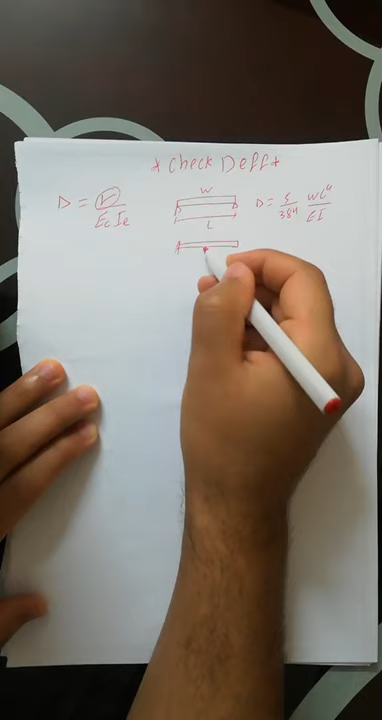 * Check Deff *
W
Δ = ✓ / Ec Ie
Δ = 5/384 WL⁴/EI
L